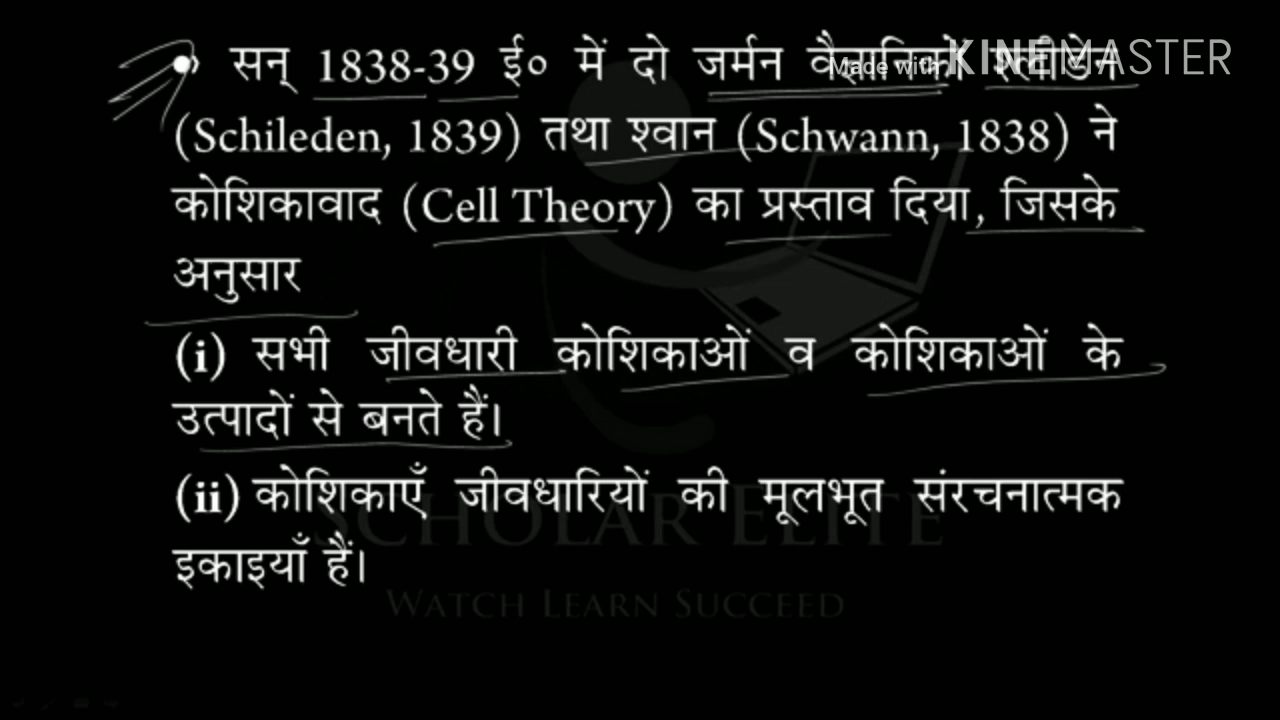 सन् 1838-39 ई० में दो जर्मन वैज्ञानिकों श्लीडेन
Made with KINEMASTER
(Schileden, 1839) तथा श्वान (Schwann, 1838) ने
कोशिकावाद (Cell Theory) का प्रस्ताव दिया, जिसके
अनुसार
(i) सभी जीवधारी कोशिकाओं व कोशिकाओं के
उत्पादों से बनते हैं।
(ii) कोशिकाएँ जीवधारियों की मूलभूत संरचनात्मक
SCHOLAR ELITE
इकाइयाँ हैं।
WATCH LEARN SUCCEED